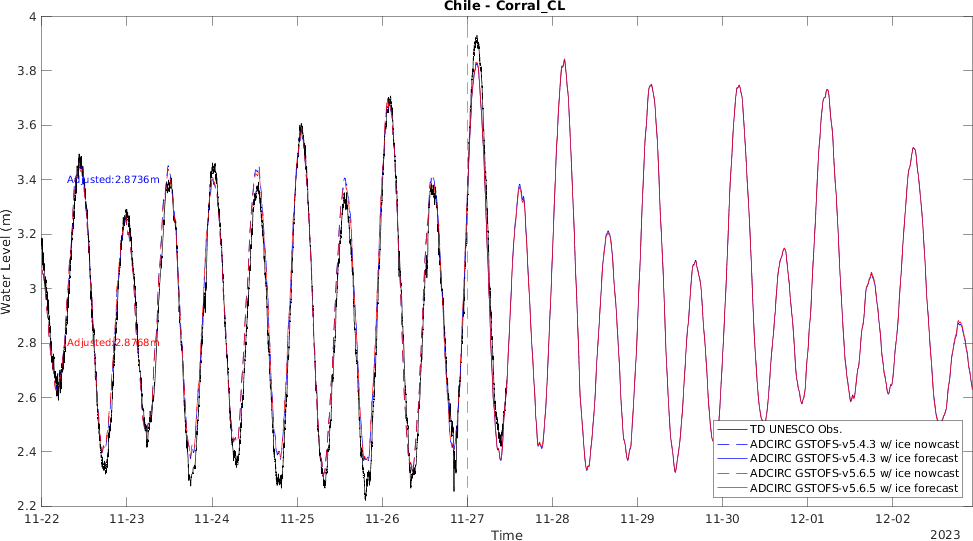 Chile - Corral_CL
4
3.8
3.6
3.4
3.2
3
2.8
2.6
2.4
2.2
Water Level (m)
Adjusted:2.8736m
Adjusted:2.8768m
TD UNESCO Obs.
ADCIRC GSTOFS-v5.4.3 w/ ice nowcast
ADCIRC GSTOFS-v5.4.3 w/ ice forecast
ADCIRC GSTOFS-v5.6.5 w/ ice nowcast
ADCIRC GSTOFS-v5.6.5 w/ ice forecast
11-22 11-23 11-24 11-25 11-26 11-27 11-28 11-29 11-30 12-01 12-02
Time
2023